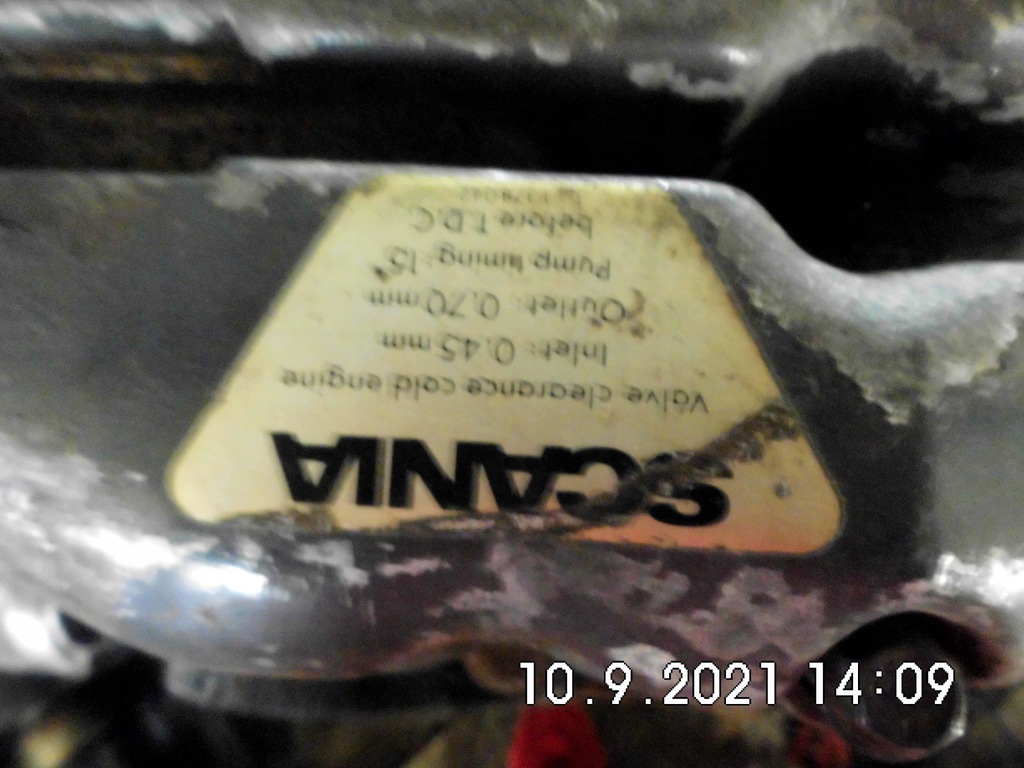 SCANIA
Valve clearance cold engine
Inlet: 0.45 mm
Outlet: 0.70 mm
Pump timing: 15°
before T.D.C
10.9.2021 14:09